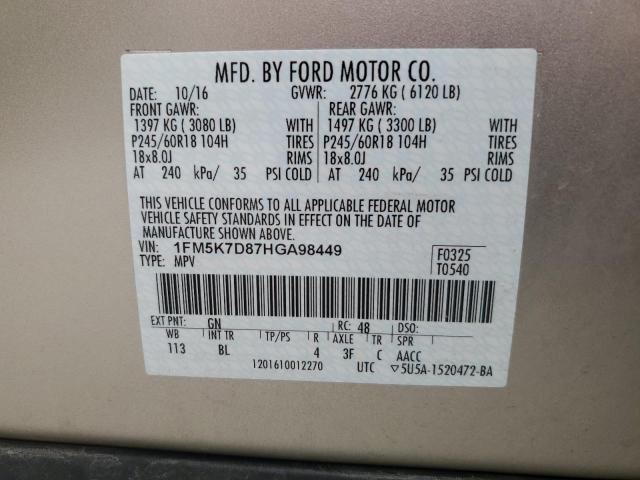 MFD. BY FORD MOTOR CO.
DATE: 10/16 GVWR: 2776 KG ( 6120 LB)
FRONT GAWR: REAR GAWR:
1397 KG ( 3080 LB) WITH 1497 KG ( 3300 LB) WITH
P245/60R18 104H TIRES P245/60R18 104H TIRES
18x8.0J RIMS 18x8.0J RIMS
AT 240 kPa/ 35 PSI COLD AT 240 kPa/ 35 PSI COLD
THIS VEHICLE CONFORMS TO ALL APPLICABLE FEDERAL MOTOR
VEHICLE SAFETY STANDARDS IN EFFECT ON THE DATE OF
MANUFACTURE SHOWN ABOVE.
VIN: 1FM5K7D87HGA98449 F0325
TYPE: MPV T0540
EXT PNT: GN RC: 48 DSO:
WB INT TR TP/PS R AXLE TR SPR
113 BL 4 3F C AACC
1201610012270 UTC ▽5U5A-1520472-BA